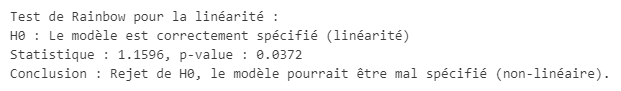 Test de Rainbow pour la linéarité :
H0 : Le modèle est correctement spécifié (linéarité)
Statistique : 1.1596, p-value : 0.0372
Conclusion : Rejet de H0, le modèle pourrait être mal spécifié (non-linéaire).